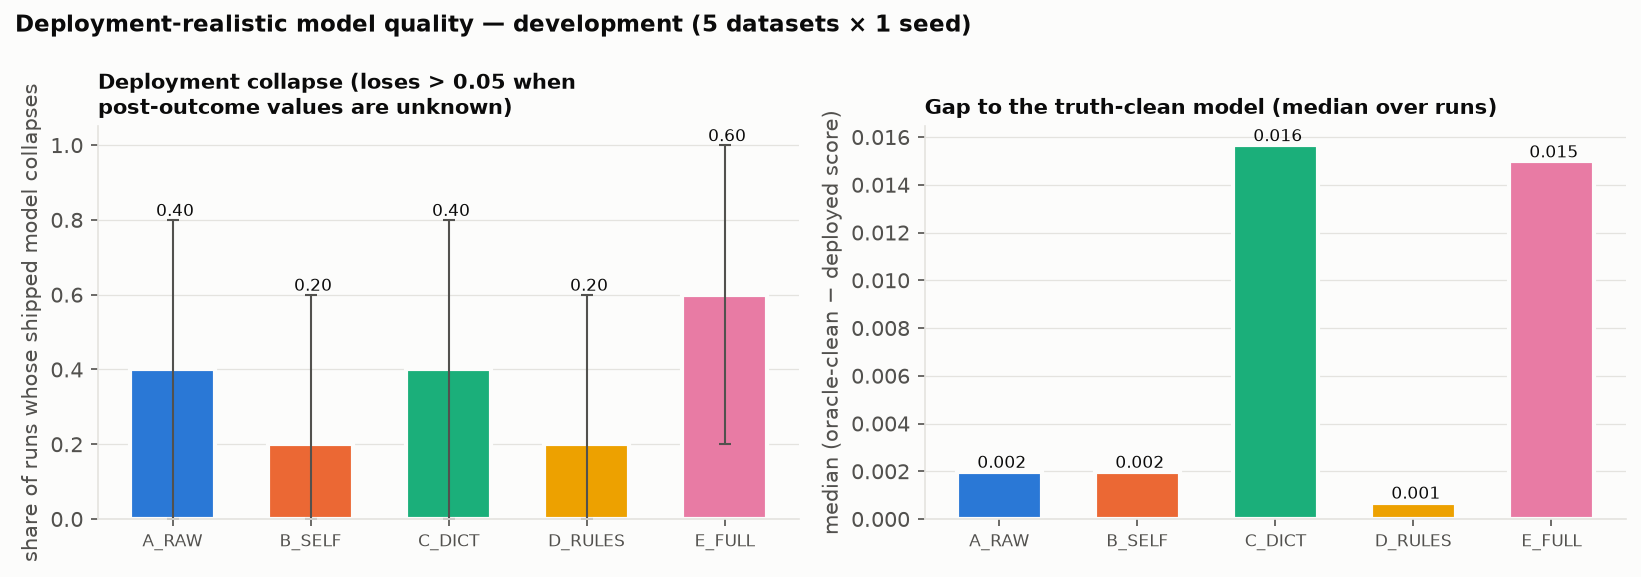 Deployment-realistic model quality — development (5 datasets × 1 seed)
Deployment collapse (loses > 0.05 when
post-outcome values are unknown)
share of runs whose shipped model collapses
1.0
0.8
0.6
0.4
0.2
0.0
0.40
0.20
0.40
0.20
0.60
A_RAW
B_SELF
C_DICT
D_RULES
E_FULL
Gap to the truth-clean model (median over runs)
median (oracle-clean − deployed score)
0.016
0.014
0.012
0.010
0.008
0.006
0.004
0.002
0.000
0.002
0.002
0.016
0.001
0.015
A_RAW
B_SELF
C_DICT
D_RULES
E_FULL